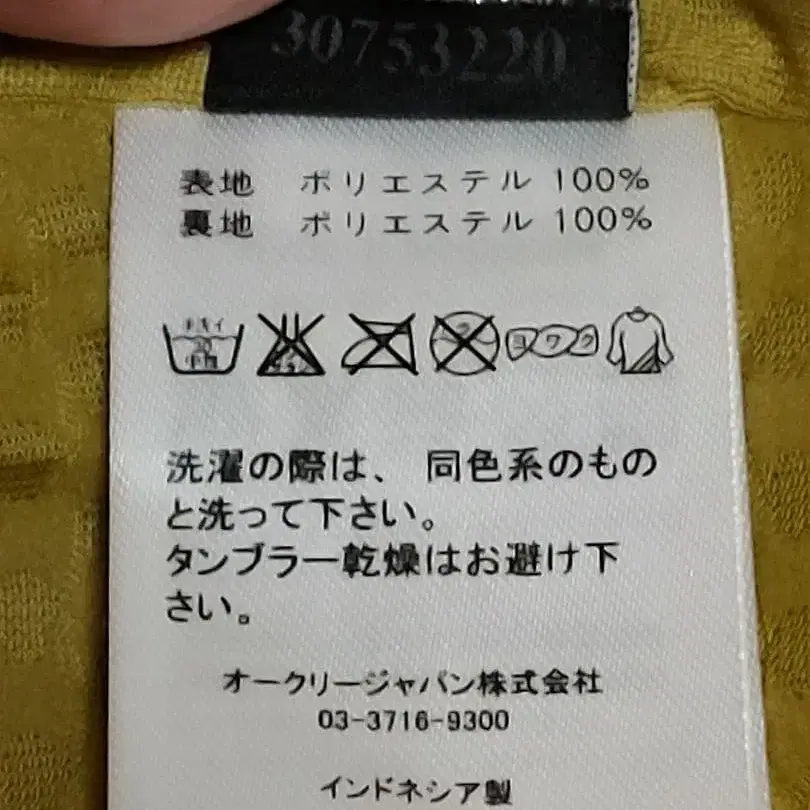 30753220
表地 ポリエステル 100%
裏地 ポリエステル 100%
ヨワク
洗濯の際は、 同色系のもの
と洗って下さい。
タンブラー乾燥はお避け下
さい。
オークリージャパン株式会社
03-3716-9300
インドネシア製